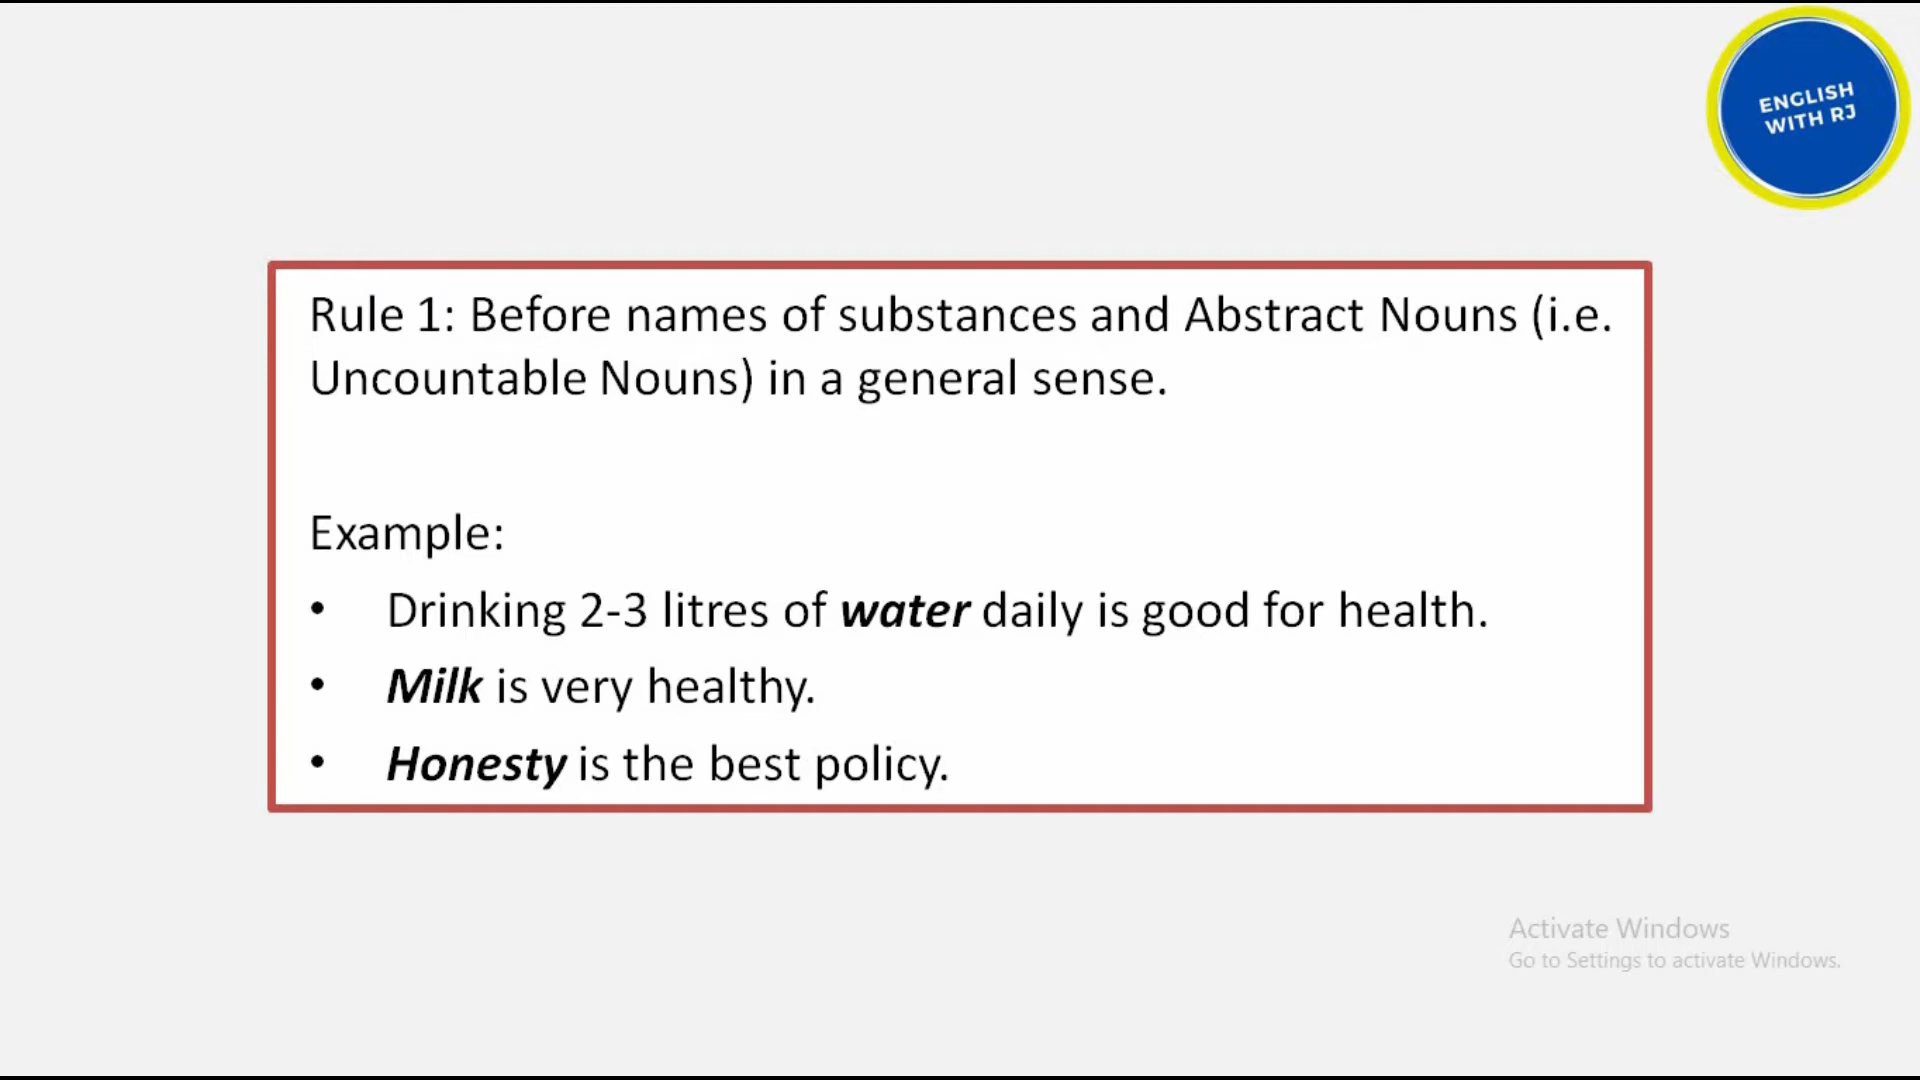 ENGLISH
WITH RJ
Rule 1: Before names of substances and Abstract Nouns (i.e.
Uncountable Nouns) in a general sense.
Example:
• Drinking 2-3 litres of water daily is good for health.
• Milk is very healthy.
• Honesty is the best policy.
Activate Windows
Go to Settings to activate Windows.